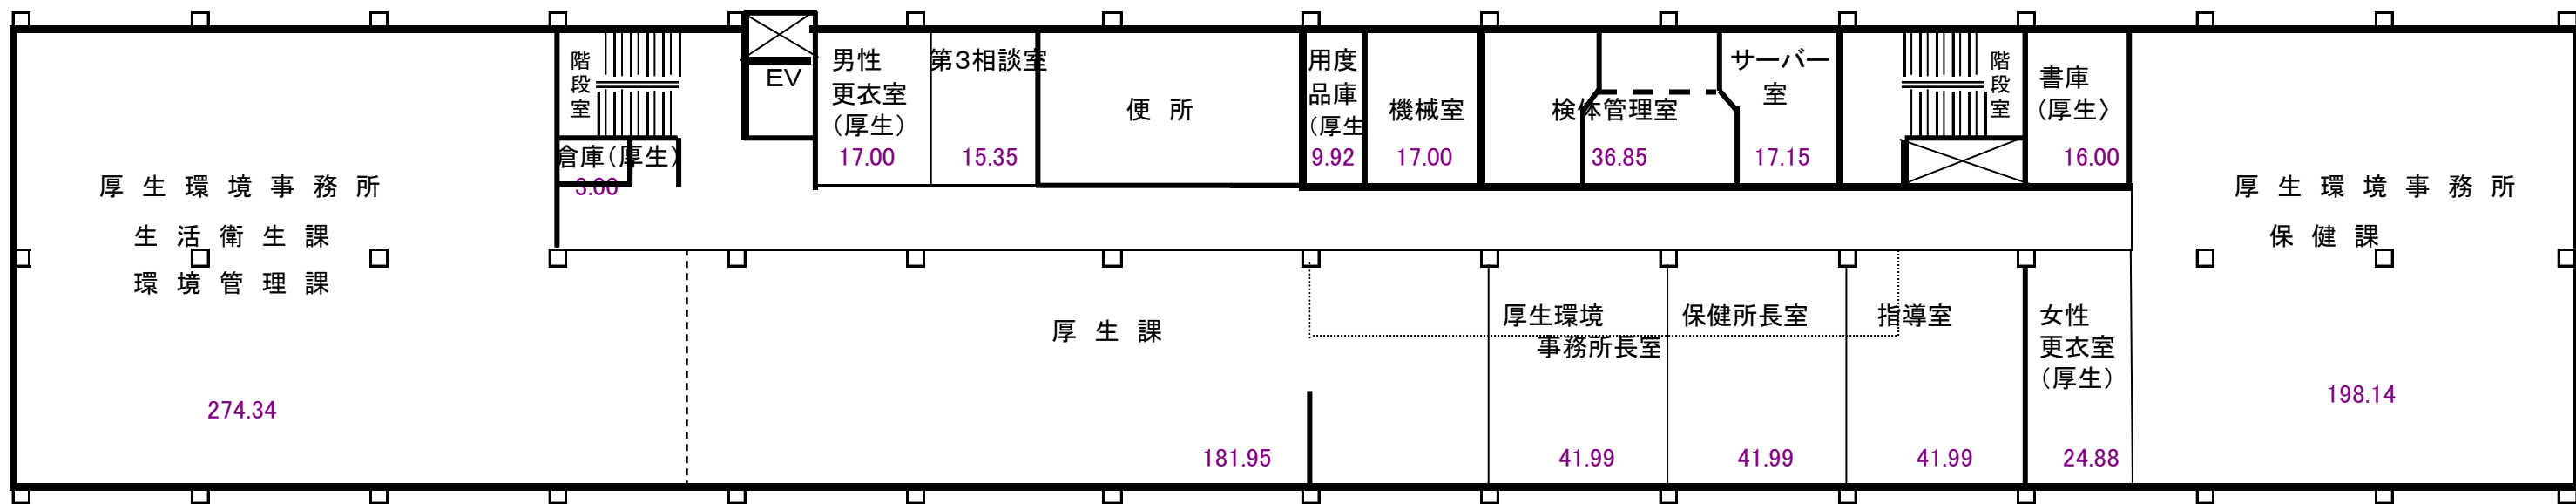 厚生環境事務所
生活衛生課
環境管理課
274.34
階段室
倉庫(厚生)
3.00
EV
男性
更衣室
(厚生)
17.00
第3相談室
15.35
便所
用度
品庫
(厚生
9.92
機械室
17.00
検体管理室
36.85
サーバー
室
17.15
階段室
書庫
(厚生〉
16.00
厚生環境事務所
保健課
198.14
厚生課
181.95
厚生環境
事務所長室
41.99
保健所長室
41.99
指導室
41.99
女性
更衣室
(厚生)
24.88